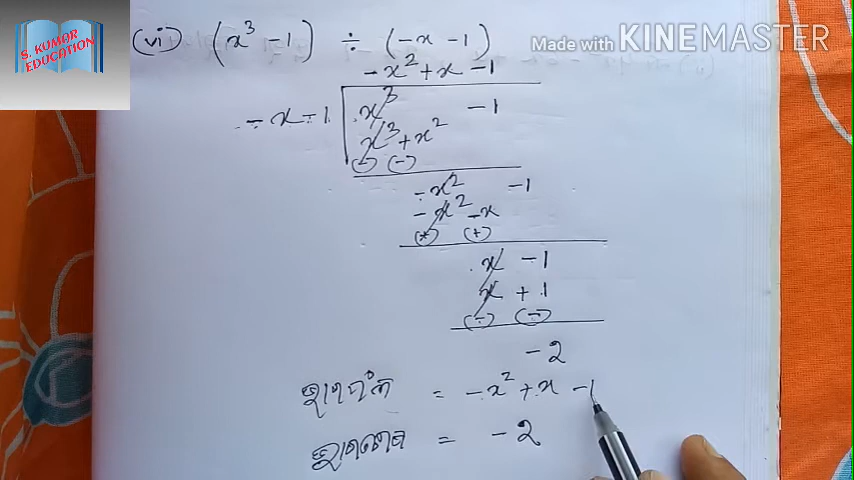 S. KUMAR
EDUCATION
Made with KINEMASTER
(vi) (x³ - 1) ÷ (-x - 1)
-x² + x - 1
-x - 1 x³ - 1
x³ + x²
(-) (-)
-x² - 1
-x² - x
(+) (+)
x - 1
x + 1
(-) (-)
-2
ଭାଗଫଳ = -x² + x - 1
ଭାଗଶେଷ = -2